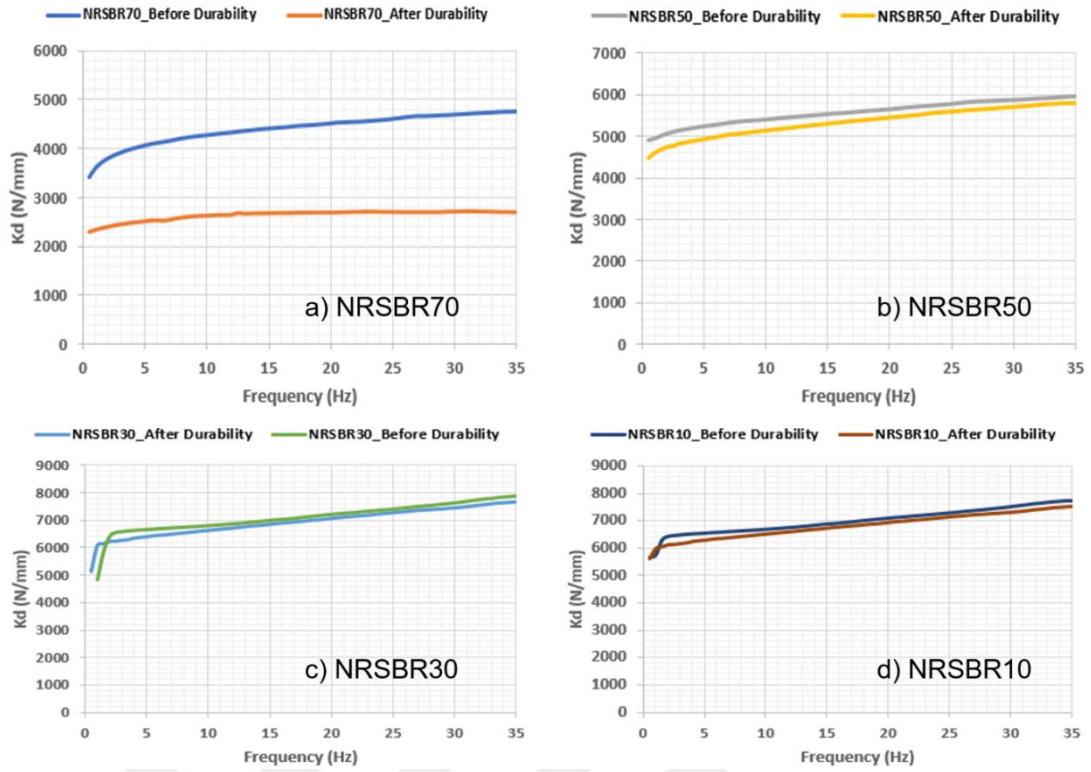 NRSBR70_Before Durability NRSBR70_After Durability
6000
5000
4000
3000
2000
1000
0
Kd (N/mm)
a) NRSBR70
0 5 10 15 20 25 30 35
Frequency (Hz)
NRSBR50_Before Durability NRSBR50_After Durability
7000
6000
5000
4000
3000
2000
1000
0
Kd (N/mm)
b) NRSBR50
0 5 10 15 20 25 30 35
Frequency (Hz)
NRSBR30_After Durability NRSBR30_Before Durability
9000
8000
7000
6000
5000
4000
3000
2000
1000
0
Kd (N/mm)
c) NRSBR30
0 5 10 15 20 25 30 35
Frequency (Hz)
NRSBR10_Before Durability NRSBR10_After Durability
9000
8000
7000
6000
5000
4000
3000
2000
1000
0
Kd (N/mm)
d) NRSBR10
0 5 10 15 20 25 30 35
Frequency (Hz)